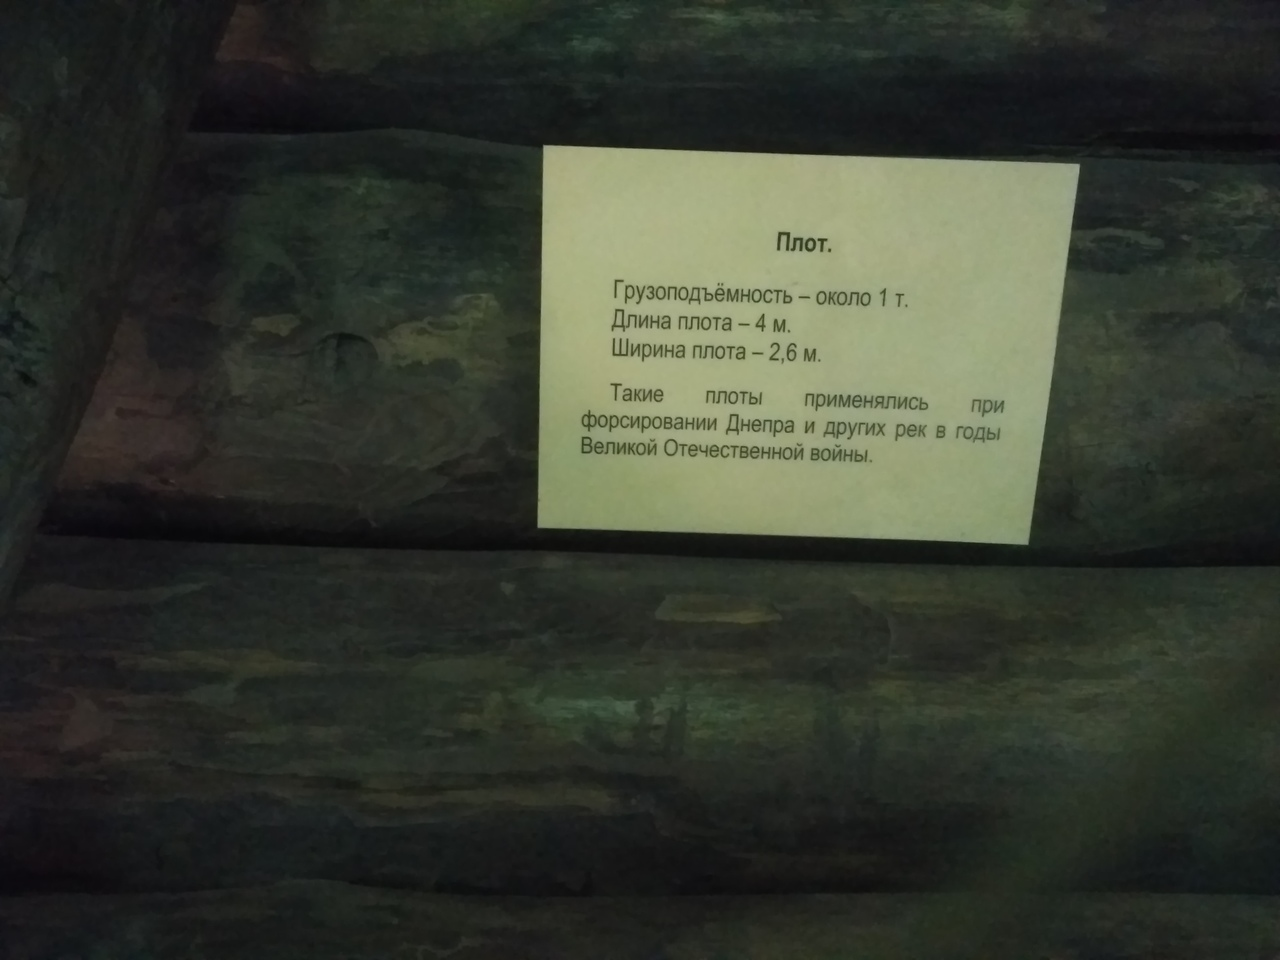 Плот.
Грузоподъёмность – около 1 т.
Длина плота – 4 м.
Ширина плота – 2,6 м.
Такие плоты применялись при
форсировании Днепра и других рек в годы
Великой Отечественной войны.